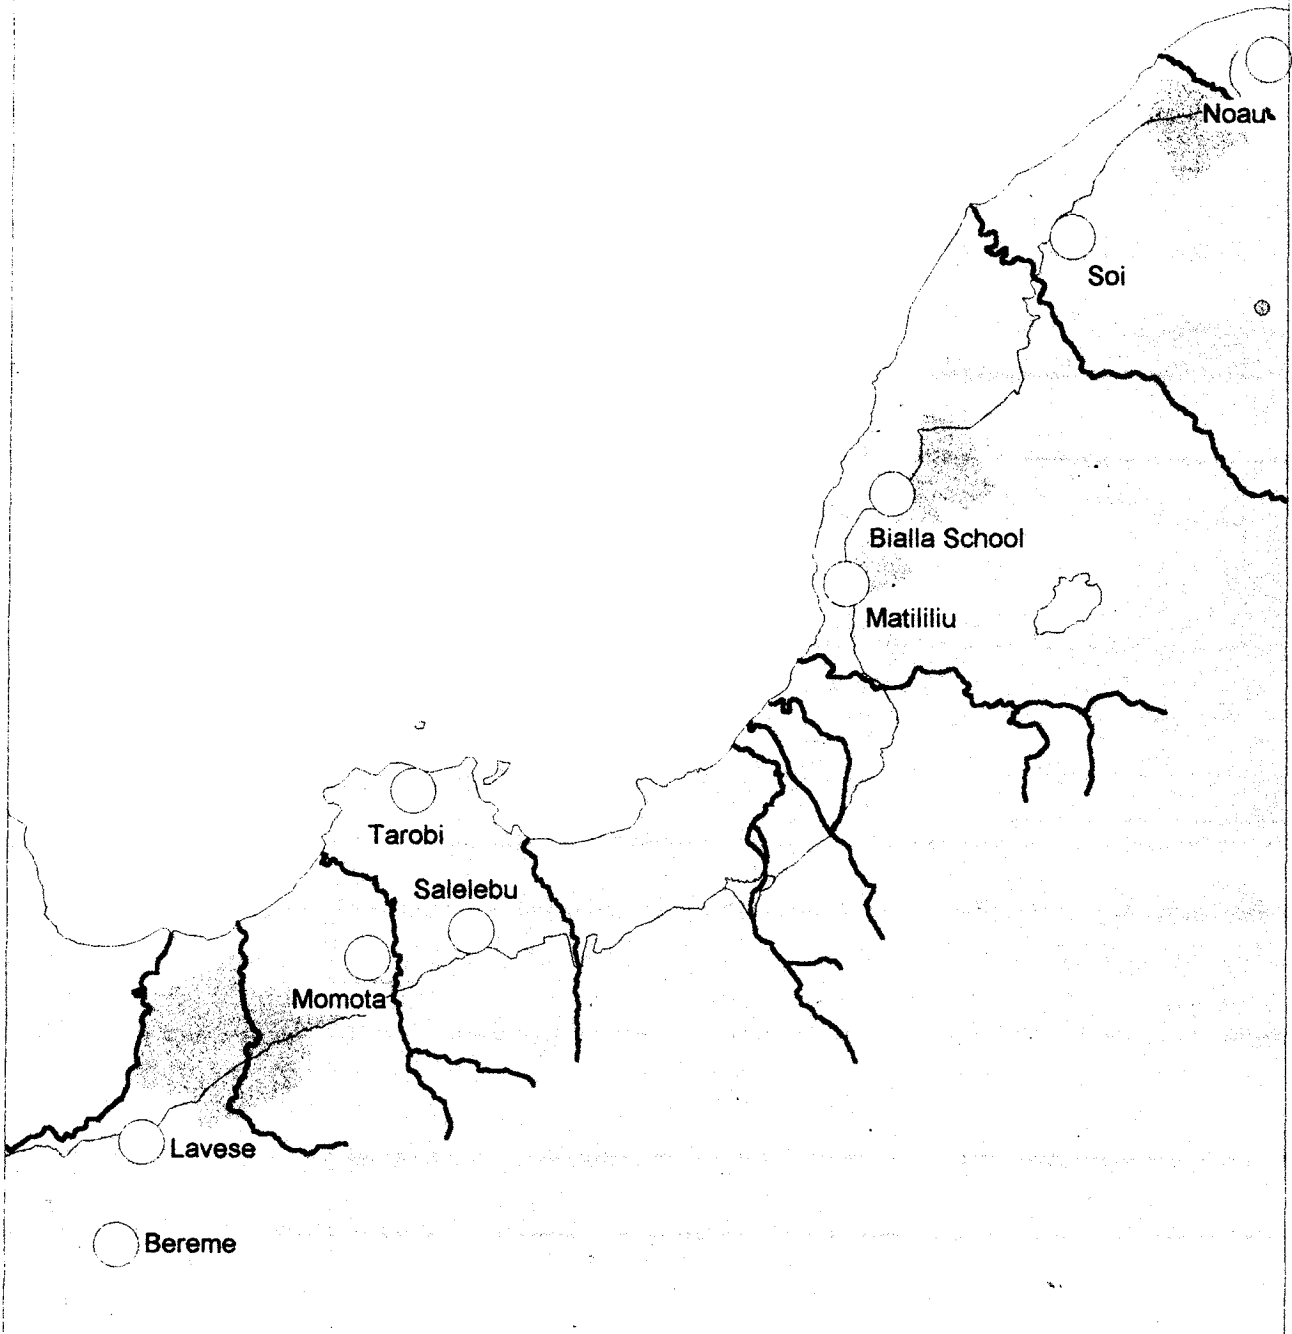 Noau
Soi
Bialla School
Matililiu
Tarobi
Salelebu
Momota
Lavese
Bereme